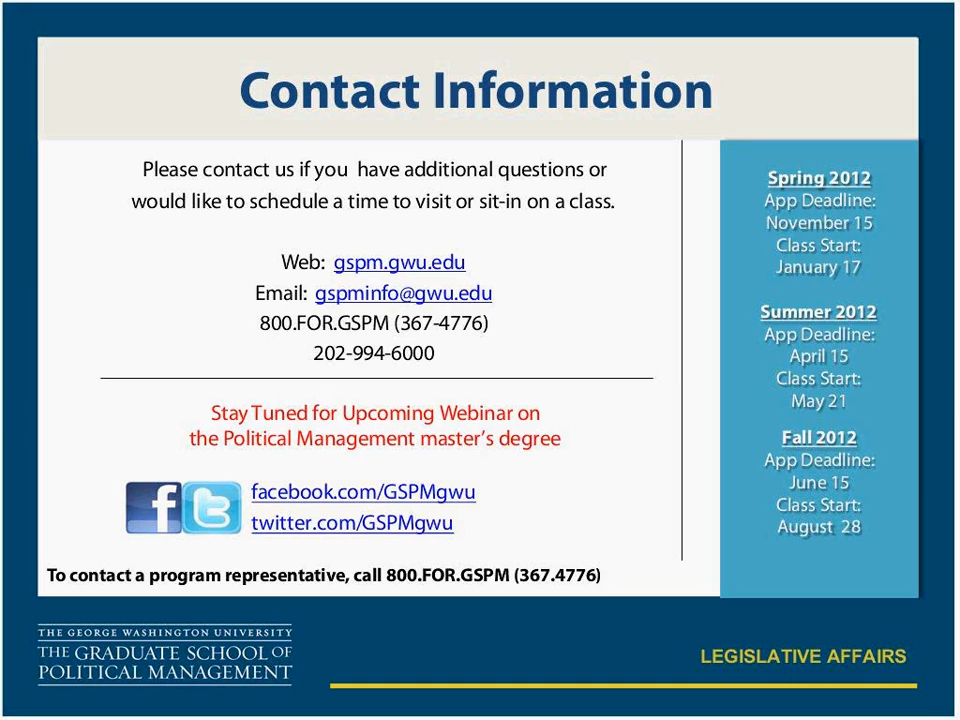 Contact Information
Please contact us if you have additional questions or
would like to schedule a time to visit or sit-in on a class.
Web: gspm.gwu.edu
Email: gspminfo@gwu.edu
800.FOR.GSPM (367-4776)
202-994-6000
Stay Tuned for Upcoming Webinar on
the Political Management master's degree
facebook.com/GSPMgwu
twitter.com/GSPMgwu
To contact a program representative, call 800.FOR.GSPM (367.4776)
Spring 2012
App Deadline:
November 15
Class Start:
January 17
Summer 2012
App Deadline:
April 15
Class Start:
May 21
Fall 2012
App Deadline:
June 15
Class Start:
August 28
THE GEORGE WASHINGTON UNIVERSITY
THE GRADUATE SCHOOL OF
POLITICAL MANAGEMENT
LEGISLATIVE AFFAIRS